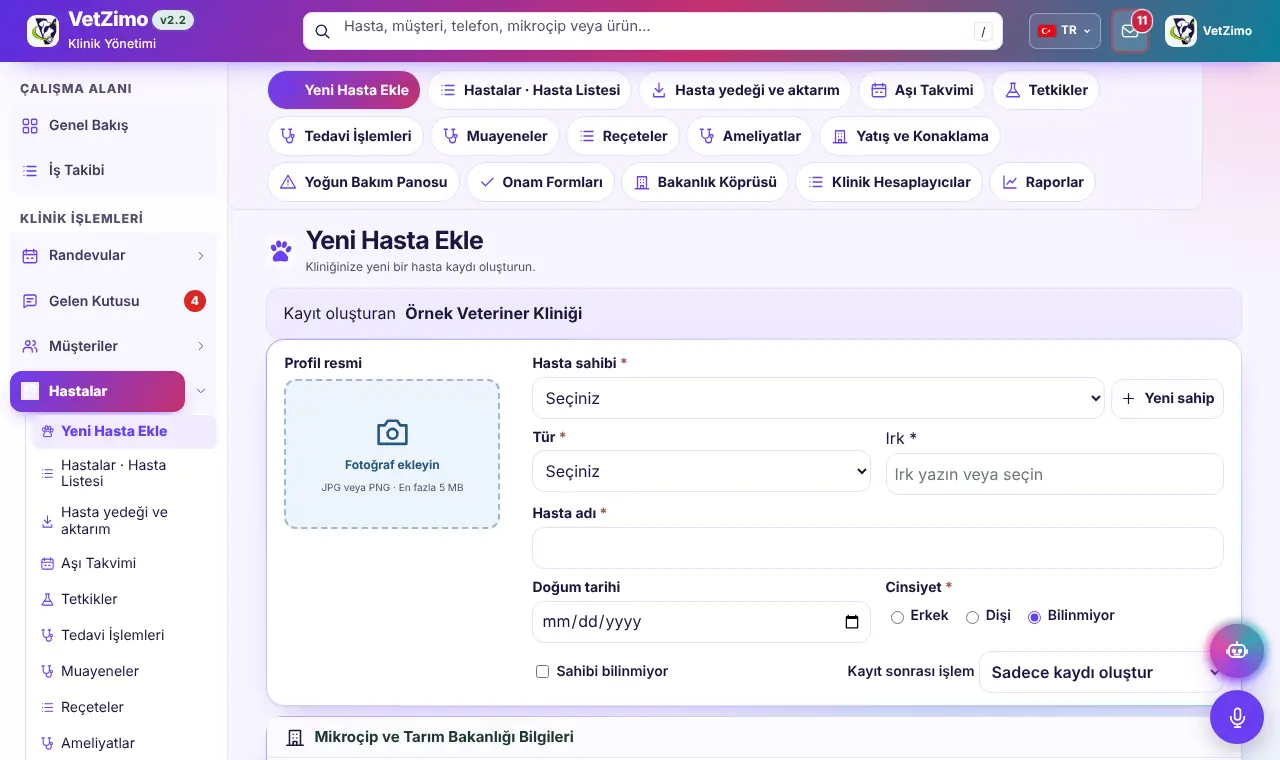 VetZimo v2.2
Klinik Yönetimi
Hasta, müşteri, telefon, mikroçip veya ürün...
/
TR
11
VetZimo
ÇALIŞMA ALANI
Genel Bakış
İş Takibi
KLİNİK İŞLEMLERİ
Randevular
Gelen Kutusu
4
Müşteriler
Hastalar
Yeni Hasta Ekle
Hastalar · Hasta
Listesi
Hasta yedeği ve
aktarım
Aşı Takvimi
Tetkikler
Tedavi İşlemleri
Muayeneler
Reçeteler
Ameliyatlar
Yeni Hasta Ekle
Hastalar · Hasta Listesi
Hasta yedeği ve aktarım
Aşı Takvimi
Tetkikler
Tedavi İşlemleri
Muayeneler
Reçeteler
Ameliyatlar
Yatış ve Konaklama
Yoğun Bakım Panosu
Onam Formları
Bakanlık Köprüsü
Klinik Hesaplayıcılar
Raporlar
Yeni Hasta Ekle
Kliniğinize yeni bir hasta kaydı oluşturun.
Kayıt oluşturan Örnek Veteriner Kliniği
Profil resmi
Fotoğraf ekleyin
JPG veya PNG · En fazla 5 MB
Hasta sahibi *
Seçiniz
Yeni sahip
Tür *
Seçiniz
Irk *
Irk yazın veya seçin
Hasta adı *
Doğum tarihi
mm/dd/yyyy
Cinsiyet *
Erkek
Dişi
Bilinmiyor
Sahibi bilinmiyor
Kayıt sonrası işlem
Sadece kaydı oluştur
Mikroçip ve Tarım Bakanlığı Bilgileri